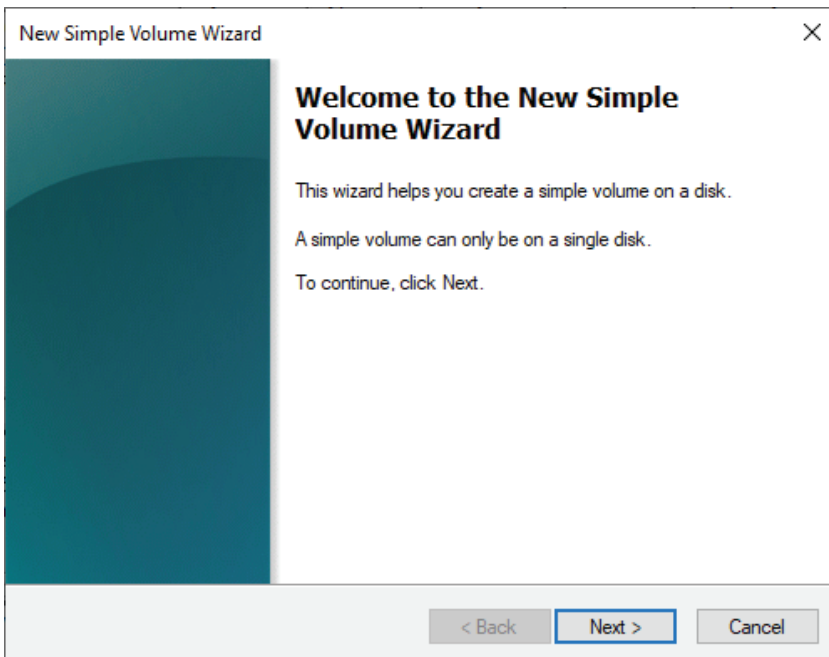 New Simple Volume Wizard
Welcome to the New Simple
Volume Wizard
This wizard helps you create a simple volume on a disk.
A simple volume can only be on a single disk.
To continue, click Next.
< Back
Next >
Cancel